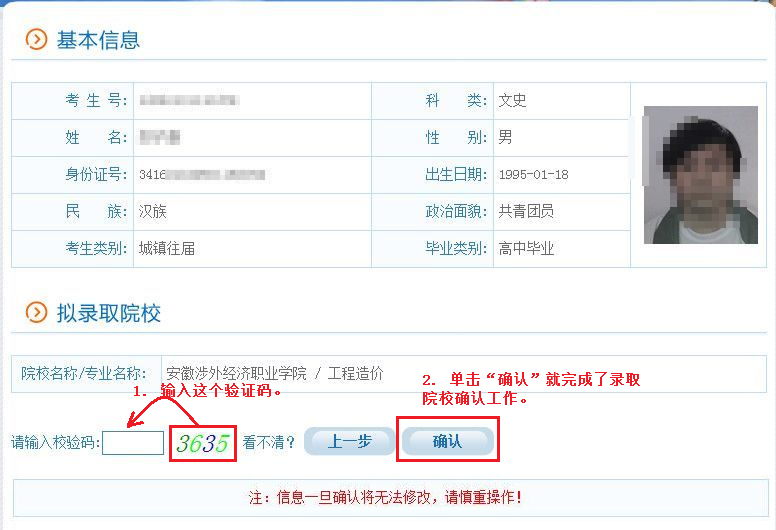 基本信息
考 生 号: 科 类: 文史
姓 名: 性 别: 男
身份证号: 3416 出生日期: 1995-01-18
民 族: 汉族 政治面貌: 共青团员
考生类别: 城镇往届 毕业类别: 高中毕业
拟录取院校
院校名称/专业名称: 安徽涉外经济职业学院 / 工程造价
1. 输入这个验证码。
2. 单击“确认”就完成了录取
院校确认工作。
请输入校验码: 3635 看不清? 上一步 确认
注: 信息一旦确认将无法修改, 请慎重操作!